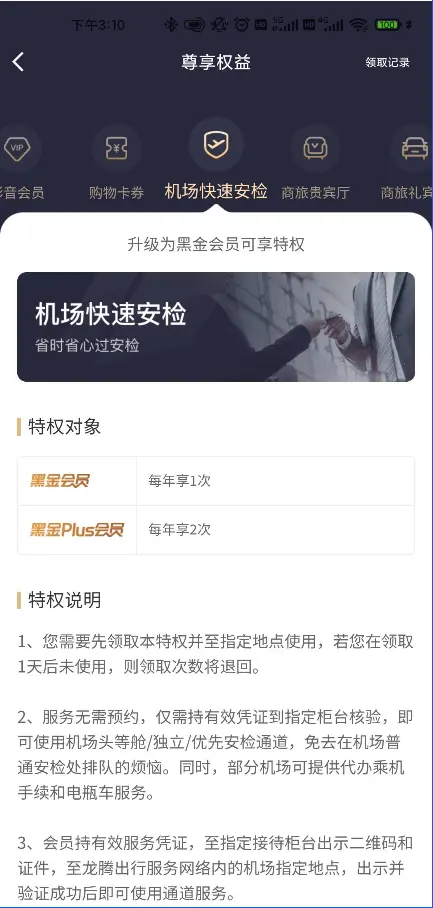 下午3:10
100
尊享权益
领取记录
VIP
影音会员
购物卡券
机场快速安检
商旅贵宾厅
商旅礼宾
升级为黑金会员可享特权
机场快速安检
省时省心过安检
特权对象
黑金会员
每年享1次
黑金Plus会员
每年享2次
特权说明
1、您需要先领取本特权并至指定地点使用，若您在领取
1天后未使用，则领取次数将退回。
2、服务无需预约，仅需持有效凭证到指定柜台核验，即
可使用机场头等舱/独立/优先安检通道，免去在机场普
通安检处排队的烦恼。同时，部分机场可提供代办乘机
手续和电瓶车服务。
3、会员持有效服务凭证，至指定接待柜台出示二维码和
证件，至龙腾出行服务网络内的机场指定地点，出示并
验证成功后即可使用通道服务。